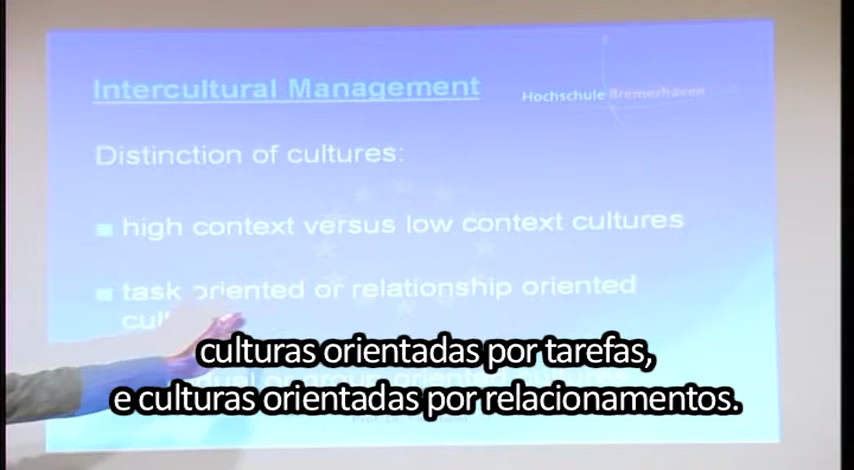 Intercultural Management
Hochschule Bremerhaven
Distinction of cultures:
high context versus low context cultures
task oriented or relationship oriented
culturas orientadas por tarefas,
e culturas orientadas por relacionamentos.